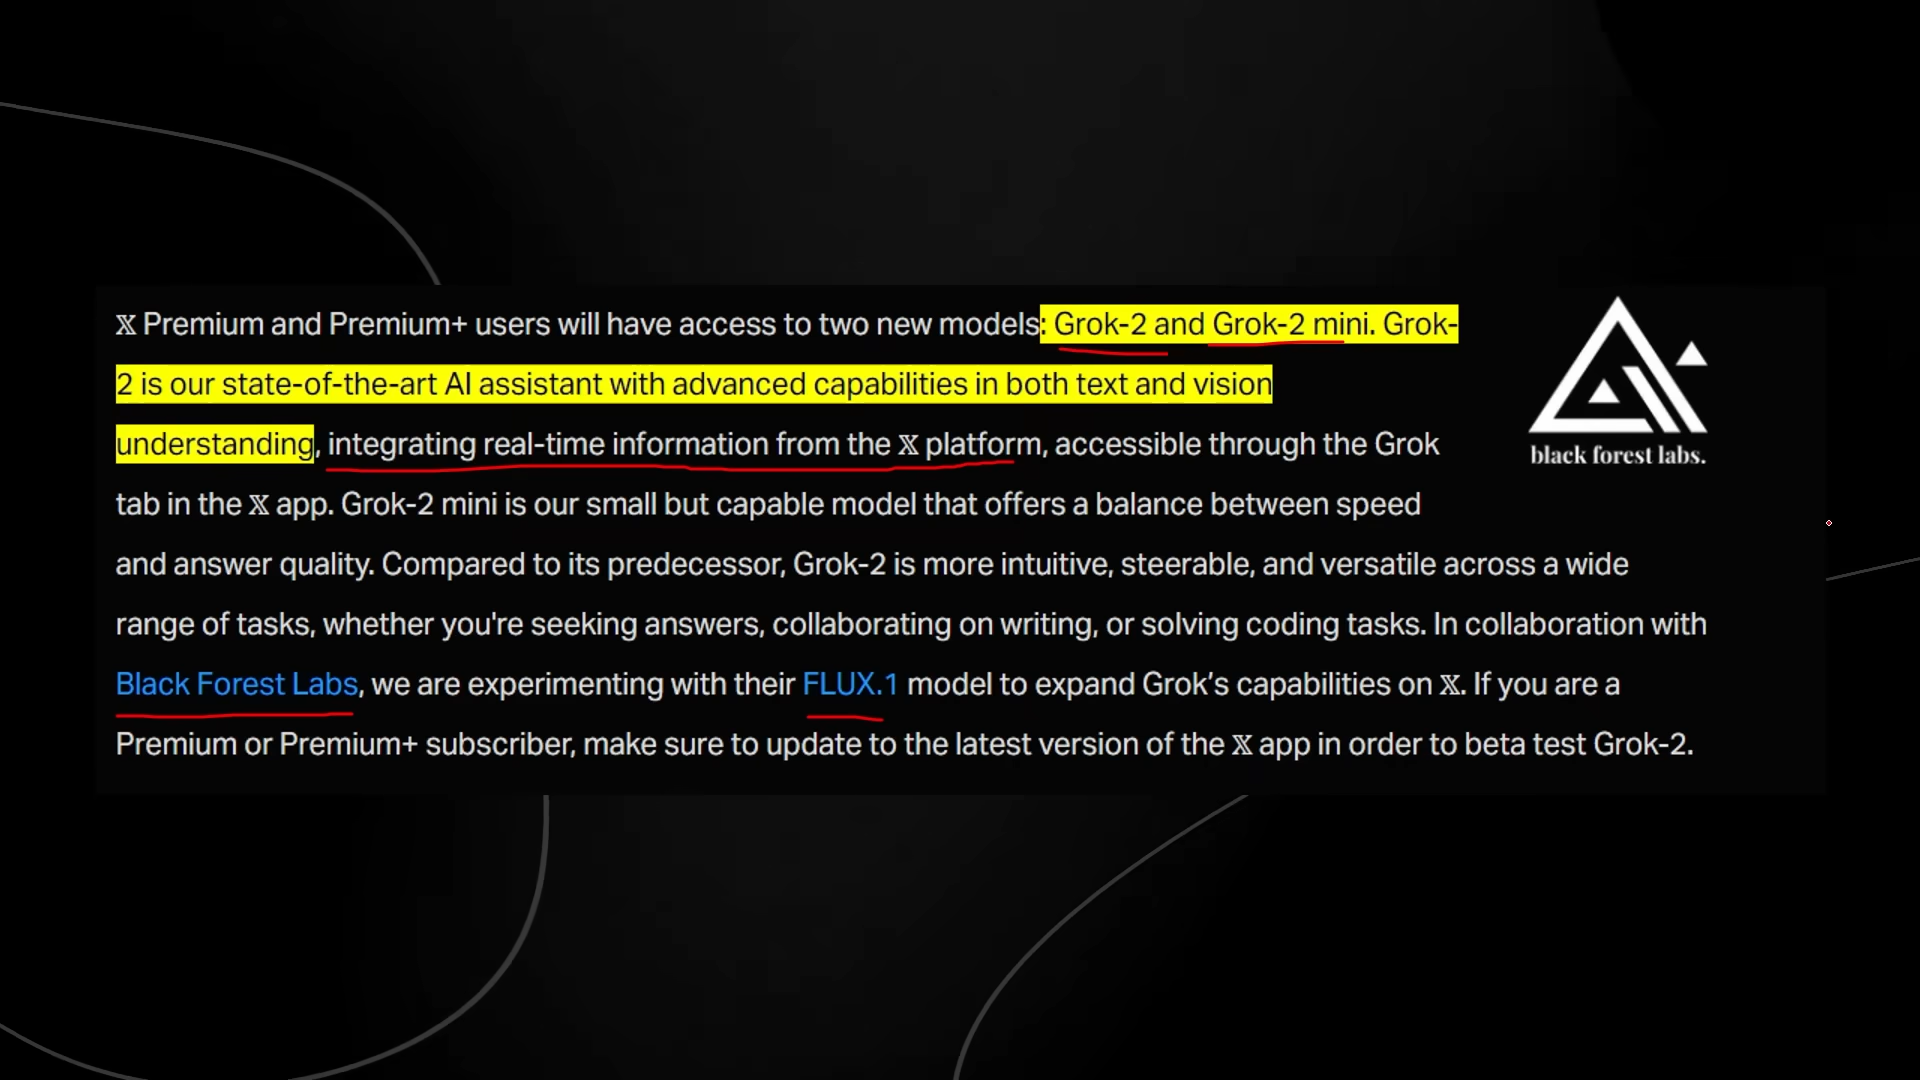 𝕏 Premium and Premium+ users will have access to two new models: Grok-2 and Grok-2 mini. Grok-
2 is our state-of-the-art AI assistant with advanced capabilities in both text and vision
understanding, integrating real-time information from the 𝕏 platform, accessible through the Grok
tab in the 𝕏 app. Grok-2 mini is our small but capable model that offers a balance between speed
and answer quality. Compared to its predecessor, Grok-2 is more intuitive, steerable, and versatile across a wide
range of tasks, whether you're seeking answers, collaborating on writing, or solving coding tasks. In collaboration with
Black Forest Labs, we are experimenting with their FLUX.1 model to expand Grok’s capabilities on 𝕏. If you are a
Premium or Premium+ subscriber, make sure to update to the latest version of the 𝕏 app in order to beta test Grok-2.
black forest labs.